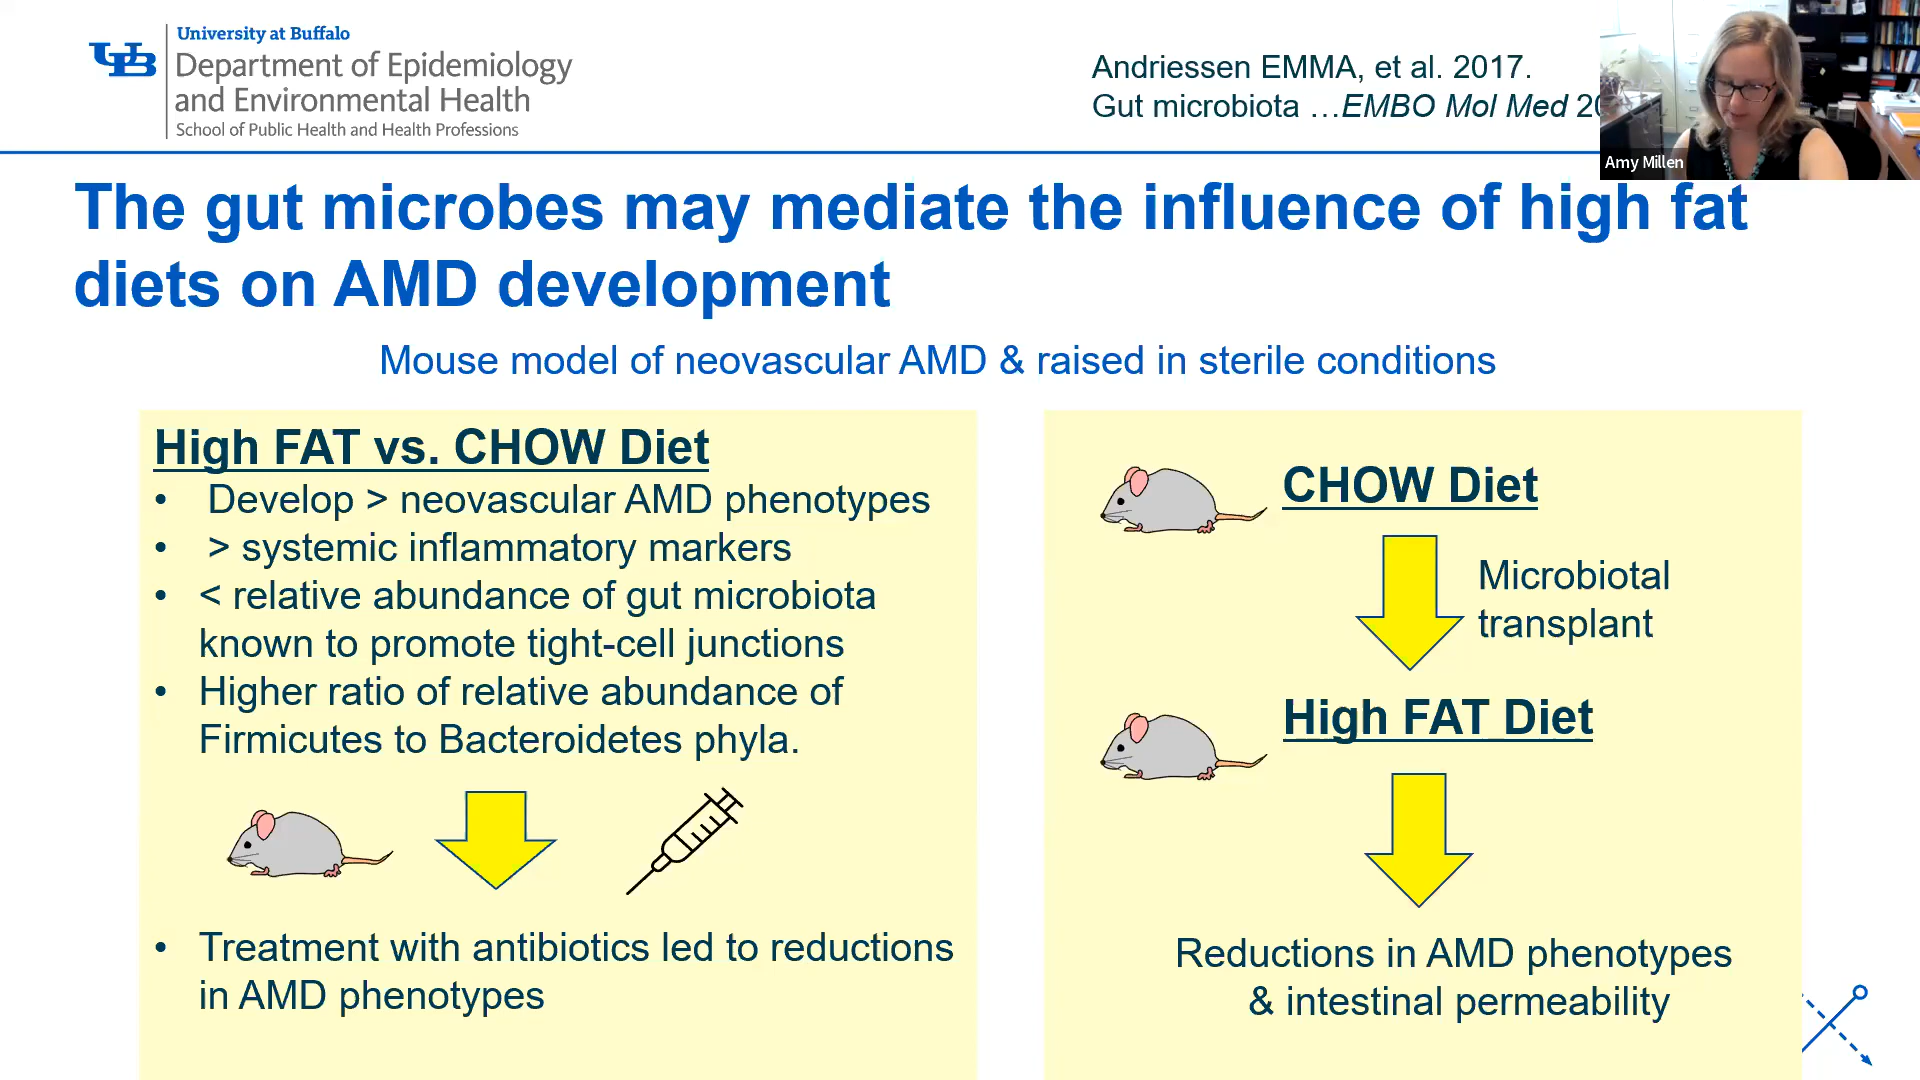 University at Buffalo
UB
Department of Epidemiology
and Environmental Health
School of Public Health and Health Professions
Andriessen EMMA, et al. 2017.
Gut microbiota …EMBO Mol Med
Amy Millen
The gut microbes may mediate the influence of high fat
diets on AMD development
Mouse model of neovascular AMD & raised in sterile conditions
High FAT vs. CHOW Diet
• Develop > neovascular AMD phenotypes
• > systemic inflammatory markers
• < relative abundance of gut microbiota
known to promote tight-cell junctions
• Higher ratio of relative abundance of
Firmicutes to Bacteroidetes phyla.
• Treatment with antibiotics led to reductions
in AMD phenotypes
CHOW Diet
Microbiotal
transplant
High FAT Diet
Reductions in AMD phenotypes
& intestinal permeability